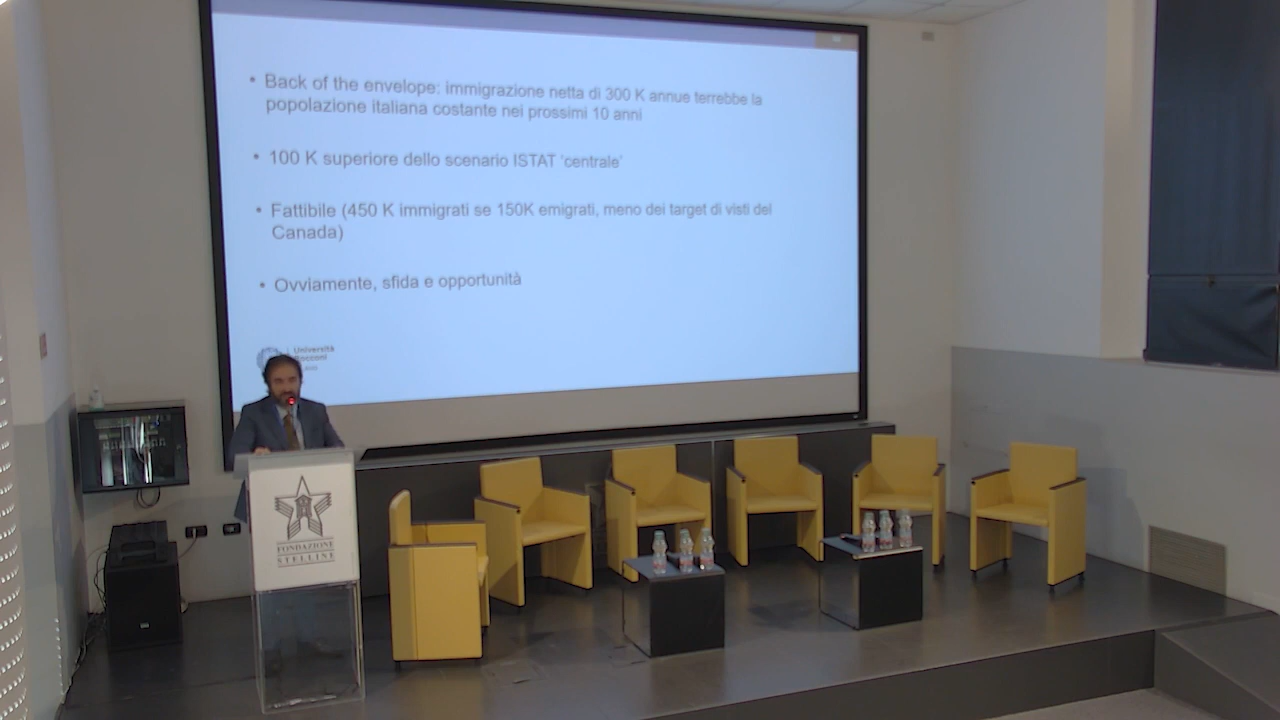 • Back of the envelope: immigrazione netta di 300 K annue terrebbe la
popolazione italiana costante nei prossimi 10 anni
• 100 K superiore dello scenario ISTAT 'centrale'
• Fattibile (450 K immigrati se 150K emigrati, meno dei target di visti del
Canada)
• Ovviamente, sfida e opportunità
Università
Bocconi
FONDAZIONE
STELLINE